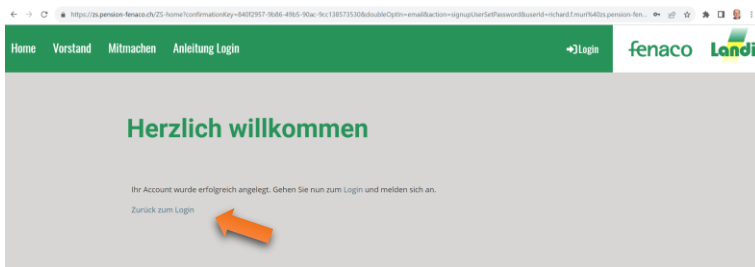 https://zs.pension-fenaco.ch/ZS-home?confirmationKey=840f2957-9b86-49b5-90ac-9cc138573530&doubleOptin=email&action=signupUserSetPassword&userId=richard.f.muri%40zs.pension-fen...
Home Vorstand Mitmachen Anleitung Login Login fenaco Landi
Herzlich willkommen
Ihr Account wurde erfolgreich angelegt. Gehen Sie nun zum Login und melden sich an.
Zurück zum Login